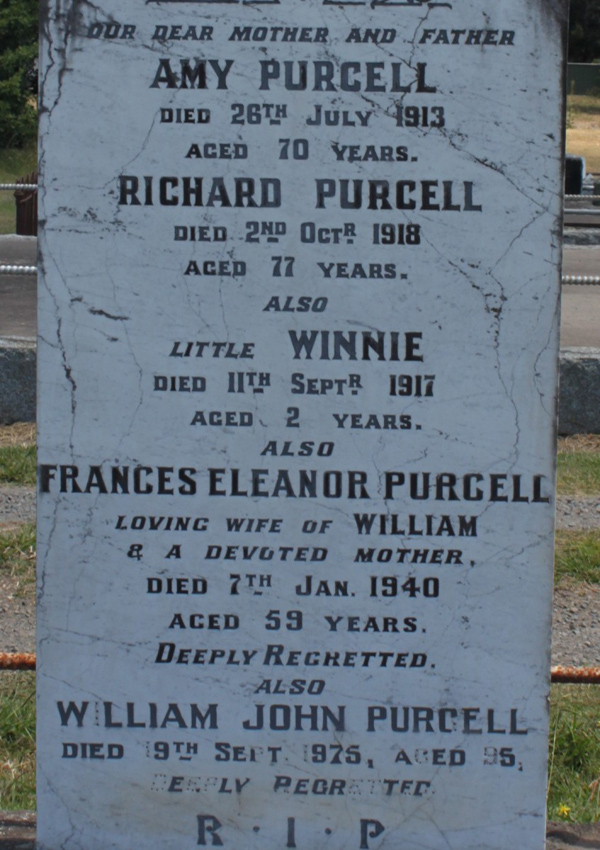 OUR DEAR MOTHER AND FATHER
AMY PURCELL
DIED 26TH JULY 1913
AGED 70 YEARS.
RICHARD PURCELL
DIED 2ND OCTR 1918
AGED 77 YEARS.
ALSO
LITTLE WINNIE
DIED 11TH SEPTR 1917
AGED 2 YEARS.
ALSO
FRANCES ELEANOR PURCELL
LOVING WIFE OF WILLIAM
& A DEVOTED MOTHER,
DIED 7TH JAN. 1940
AGED 59 YEARS.
DEEPLY REGRETTED.
ALSO
WILLIAM JOHN PURCELL
DIED 9TH SEPT 1975, AGED 95,
DEEPLY REGRETTED.
R · I · P